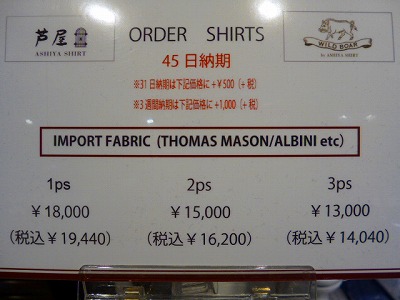 芦屋
ASHIYA SHIRT
ORDER SHIRTS
WILD BOAR
by ASHIYA SHIRT
45日納期
※31日納期は下記価格に+¥500(+税)
※3週間納期は下記価格に+1,000(+税)
IMPORT FABRIC (THOMAS MASON/ALBINI etc)
1ps 2ps 3ps
¥18,000 ¥15,000 ¥13,000
(税込¥19,440) (税込¥16,200) (税込¥14,040)